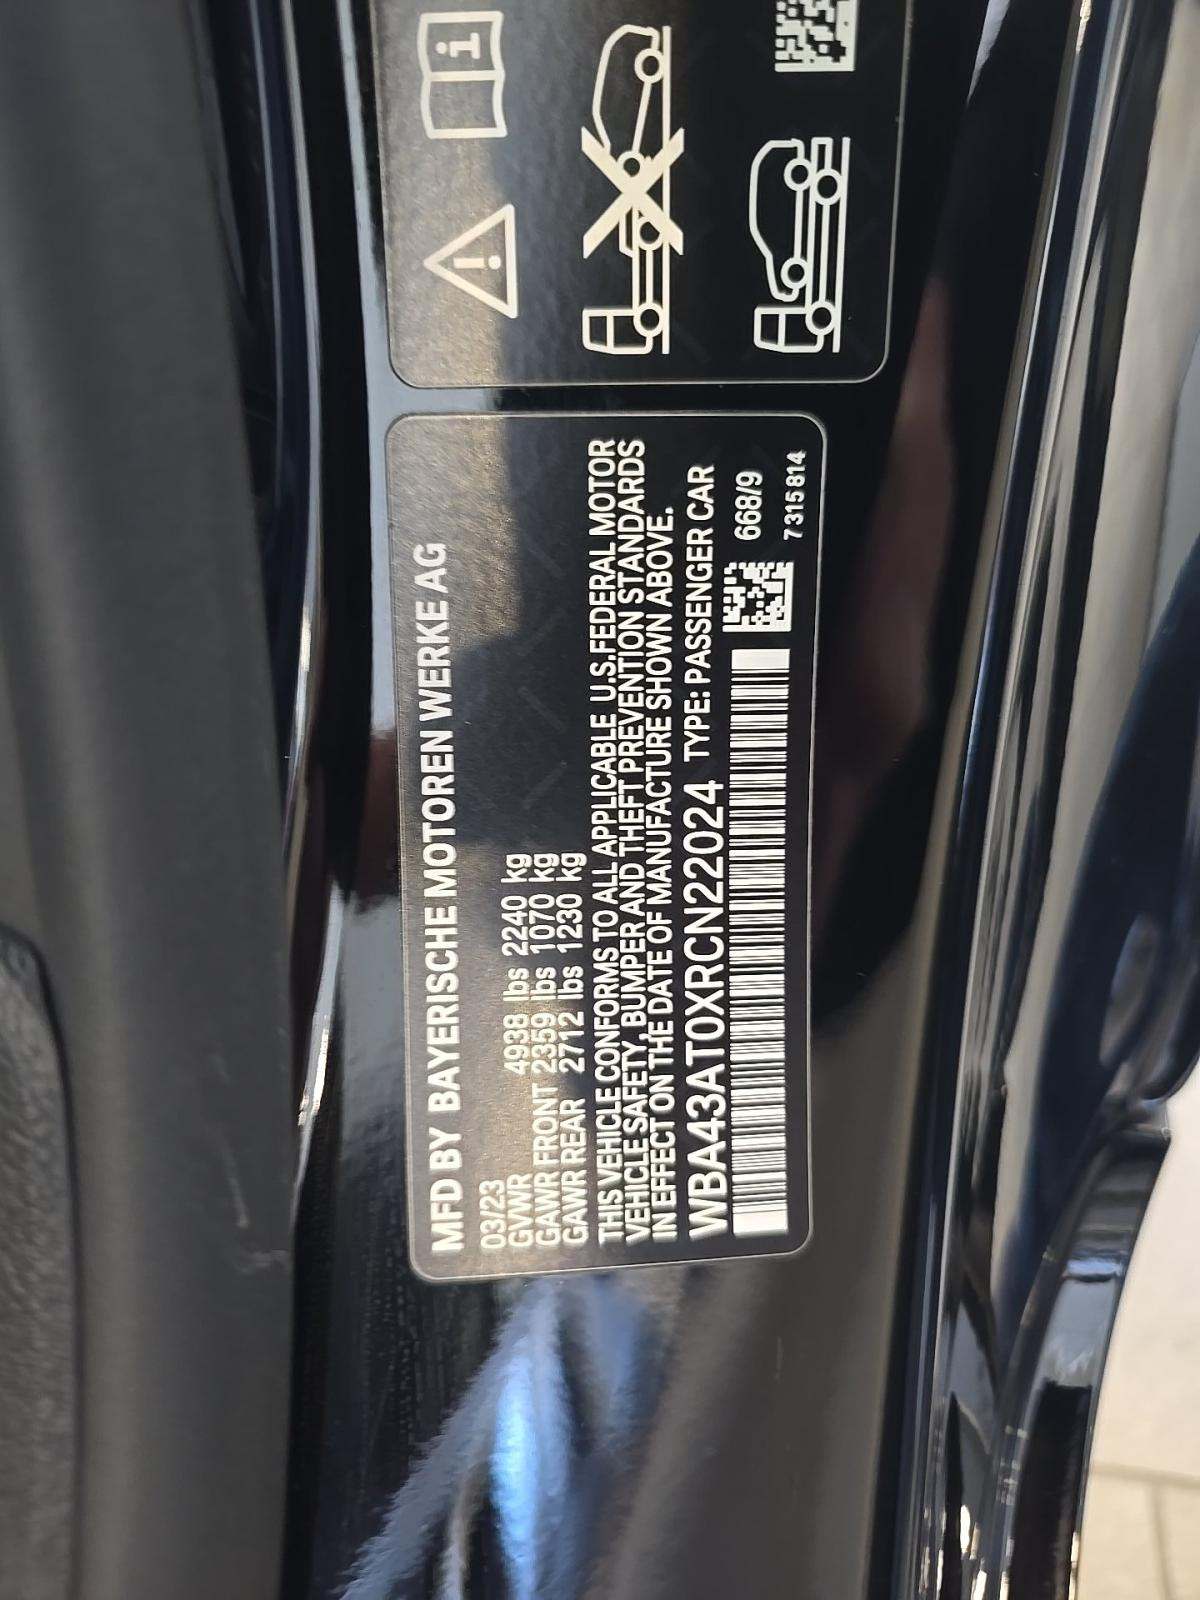 MFD BY BAYERISCHE MOTOREN WERKE AG
03/23
GVWR 4938 lbs 2240 kg
GAWR FRONT 2359 lbs 1070 kg
GAWR REAR 2712 lbs 1230 kg
THIS VEHICLE CONFORMS TO ALL APPLICABLE U.S.FEDERAL MOTOR
VEHICLE SAFETY, BUMPER AND THEFT PREVENTION STANDARDS
IN EFFECT ON THE DATE OF MANUFACTURE SHOWN ABOVE.
WBA43AT0XRCN22024 TYPE: PASSENGER CAR
668/9
7 315 814